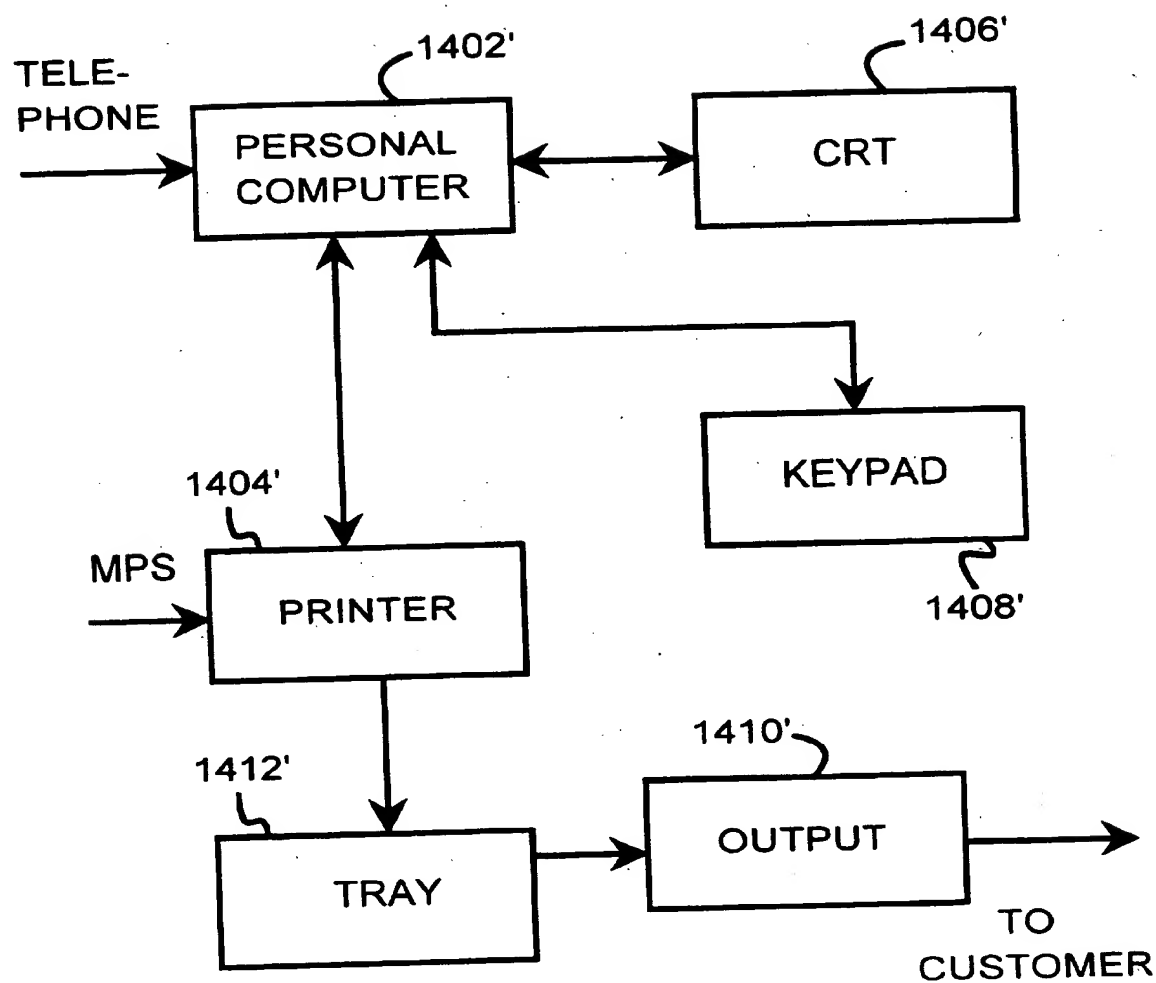 1402'
1406'
TELE-
PHONE
PERSONAL
COMPUTER
CRT
KEYPAD
1404'
MPS
PRINTER
1408'
1412'
1410'
TRAY
OUTPUT
TO
CUSTOMER